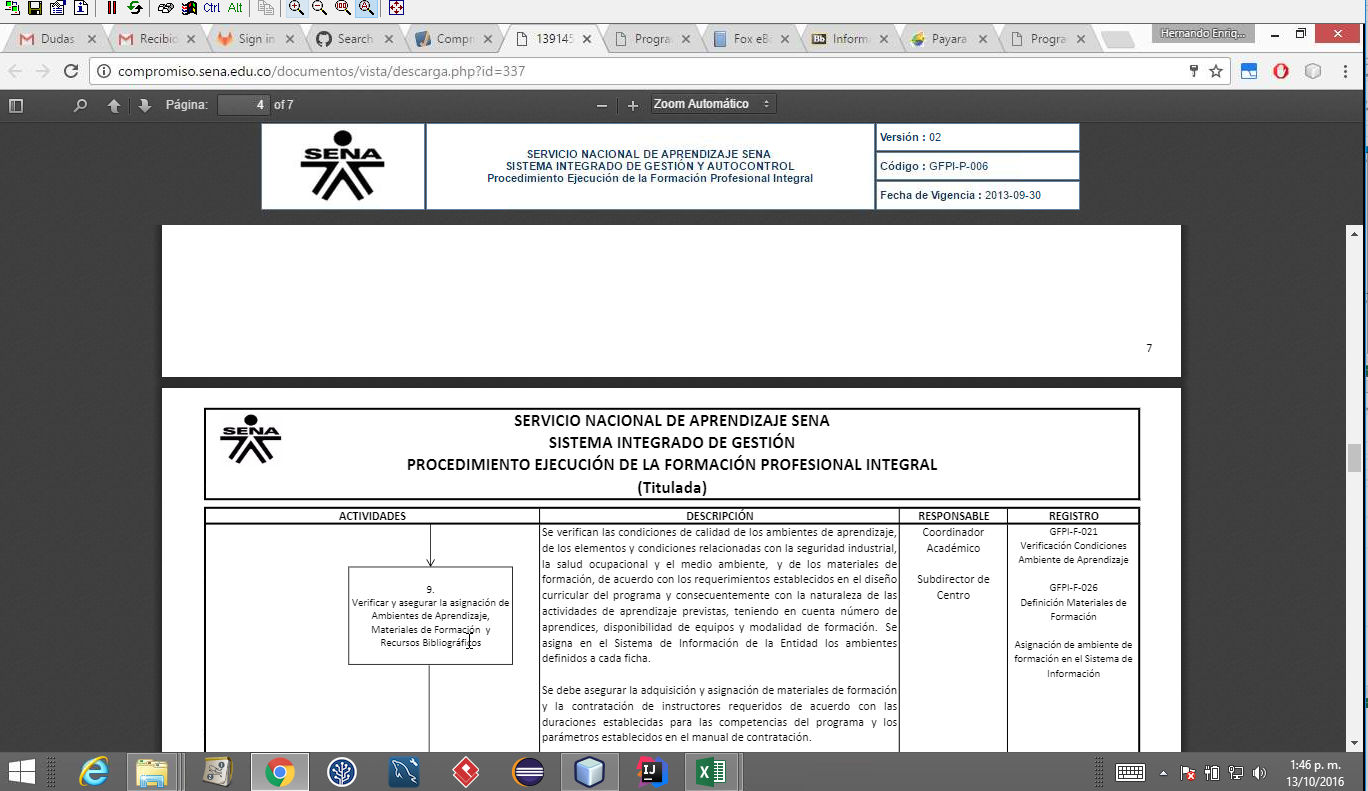 Ctrl Alt
Dudas
Recibi
Sign in
Search
Compr
139145
Progra
Fox eB
Bb Inform
Payara
Progra
Hernando Enriq...
compromiso.sena.edu.co/documentos/vista/descarga.php?id=337
Página: 4 of 7
Zoom Automático
SENA
SERVICIO NACIONAL DE APRENDIZAJE SENA
SISTEMA INTEGRADO DE GESTIÓN Y AUTOCONTROL
Procedimiento Ejecución de la Formación Profesional Integral
Versión : 02
Código : GFPI-P-006
Fecha de Vigencia : 2013-09-30
7
SENA
SERVICIO NACIONAL DE APRENDIZAJE SENA
SISTEMA INTEGRADO DE GESTIÓN
PROCEDIMIENTO EJECUCIÓN DE LA FORMACIÓN PROFESIONAL INTEGRAL
(Titulada)
ACTIVIDADES
DESCRIPCIÓN
RESPONSABLE
REGISTRO
9.
Verificar y asegurar la asignación de
Ambientes de Aprendizaje,
Materiales de Formación y
Recursos Bibliográficos
Se verifican las condiciones de calidad de los ambientes de aprendizaje,
de los elementos y condiciones relacionadas con la seguridad industrial,
la salud ocupacional y el medio ambiente, y de los materiales de
formación, de acuerdo con los requerimientos establecidos en el diseño
curricular del programa y consecuentemente con la naturaleza de las
actividades de aprendizaje previstas, teniendo en cuenta número de
aprendices, disponibilidad de equipos y modalidad de formación. Se
asigna en el Sistema de Información de la Entidad los ambientes
definidos a cada ficha.
Se debe asegurar la adquisición y asignación de materiales de formación
y la contratación de instructores requeridos de acuerdo con las
duraciones establecidas para las competencias del programa y los
parámetros establecidos en el manual de contratación.
Coordinador
Académico
Subdirector de
Centro
GFPI-F-021
Verificación Condiciones
Ambiente de Aprendizaje
GFPI-F-026
Definición Materiales de
Formación
Asignación de ambiente de
formación en el Sistema de
Información
IJ
1:46 p. m.
13/10/2016